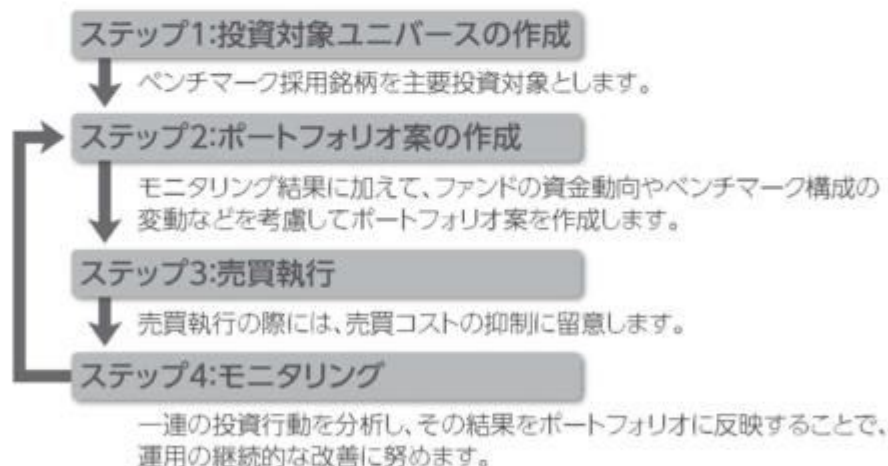 ステップ1:投資対象ユニバースの作成
ベンチマーク採用銘柄を主要投資対象とします。
ステップ2:ポートフォリオ案の作成
モニタリング結果に加えて、ファンドの資金動向やベンチマーク構成の
変動などを考慮してポートフォリオ案を作成します。
ステップ3:売買執行
売買執行の際には、売買コストの抑制に留意します。
ステップ4:モニタリング
一連の投資行動を分析し、その結果をポートフォリオに反映することで、
運用の継続的な改善に努めます。